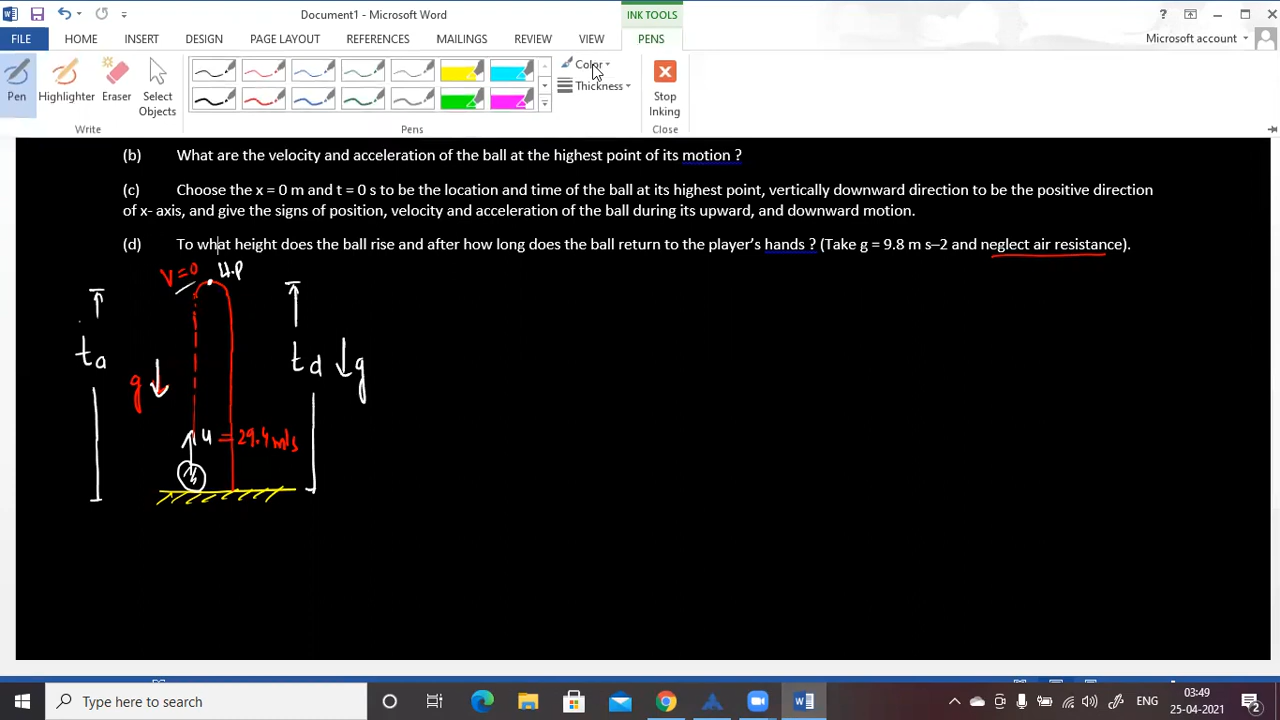 Document1 - Microsoft Word
INK TOOLS
FILE HOME INSERT DESIGN PAGE LAYOUT REFERENCES MAILINGS REVIEW VIEW PENS
Microsoft account
Pen Highlighter Eraser Select Objects
Color
Thickness
Stop Inking
Write Pens Close
(b) What are the velocity and acceleration of the ball at the highest point of its motion ?
(c) Choose the x = 0 m and t = 0 s to be the location and time of the ball at its highest point, vertically downward direction to be the positive direction
of x- axis, and give the signs of position, velocity and acceleration of the ball during its upward, and downward motion.
(d) To what height does the ball rise and after how long does the ball return to the player’s hands ? (Take g = 9.8 m s–2 and neglect air resistance).
V=0 H.P
ta td g
g
u = 29.4 m/s
Type here to search
ENG
03:49
25-04-2021
2